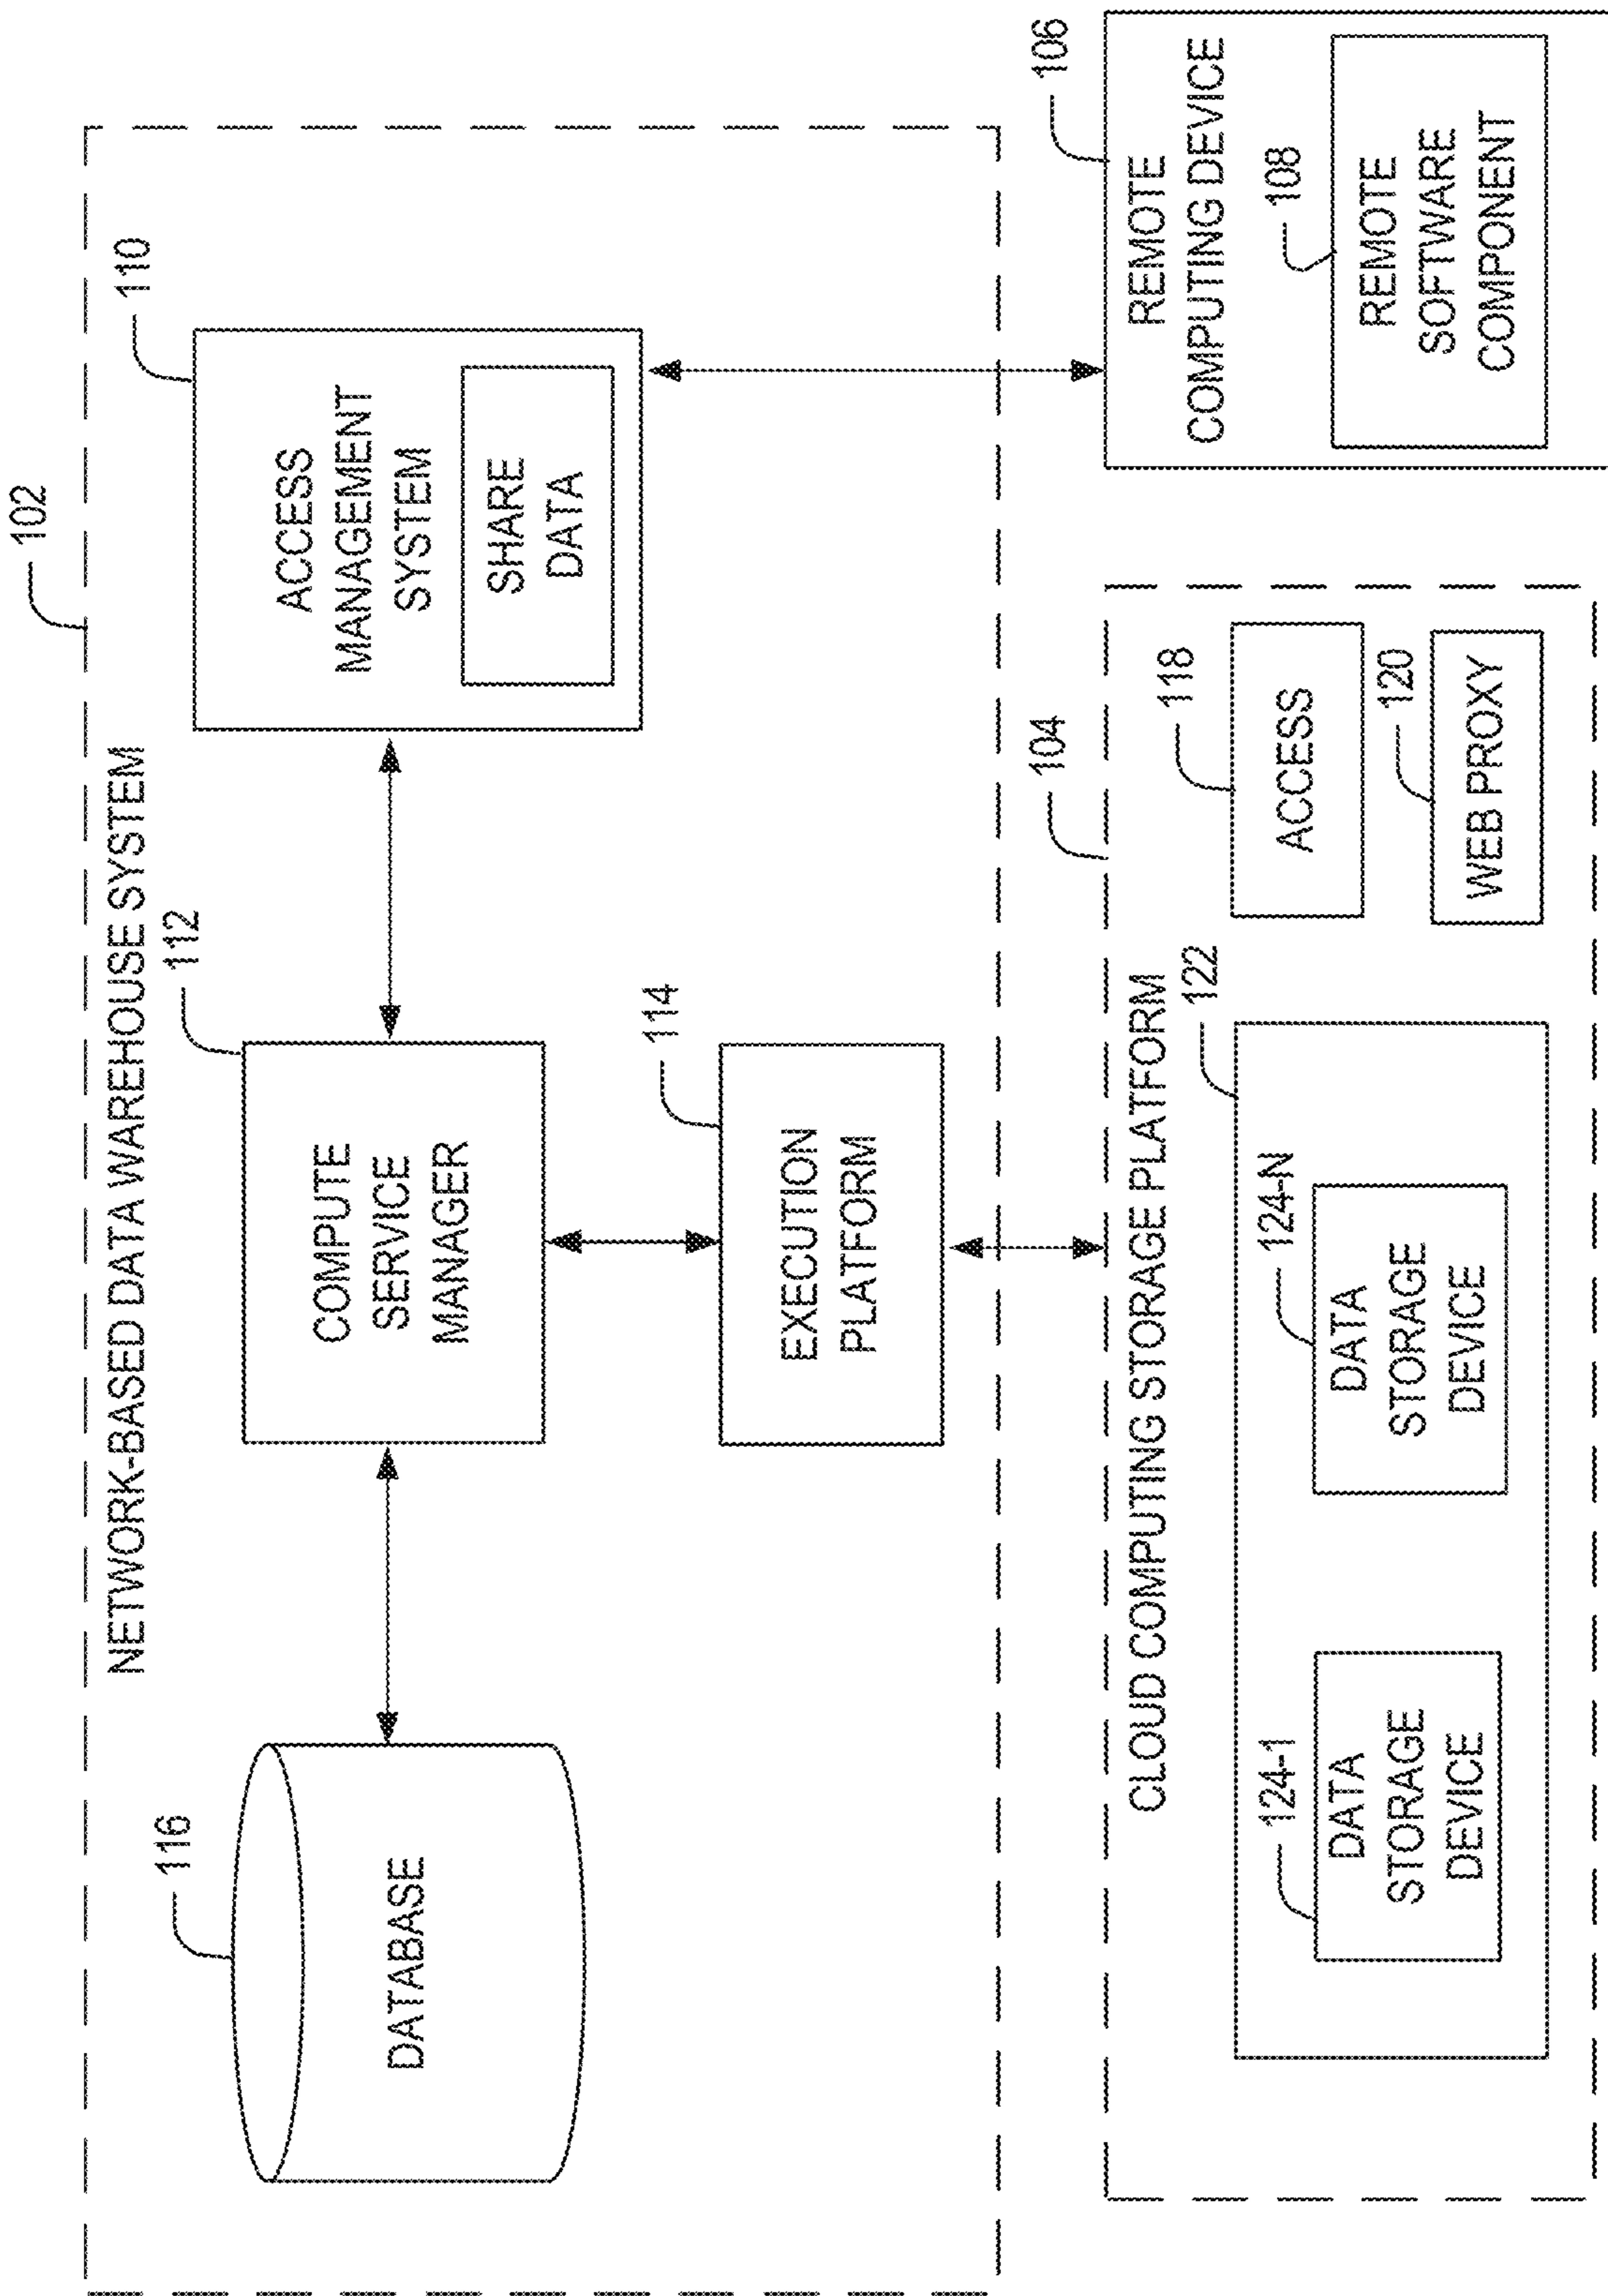 102
NETWORK-BASED DATA WAREHOUSE SYSTEM
116
DATABASE
112
COMPUTE
SERVICE
MANAGER
110
ACCESS
MANAGEMENT
SYSTEM
SHARE
DATA
114
EXECUTION
PLATFORM
104
CLOUD COMPUTING STORAGE PLATFORM
122
124-1
DATA
STORAGE
DEVICE
124-N
DATA
STORAGE
DEVICE
118
ACCESS
120
WEB PROXY
106
REMOTE
COMPUTING DEVICE
108
REMOTE
SOFTWARE
COMPONENT